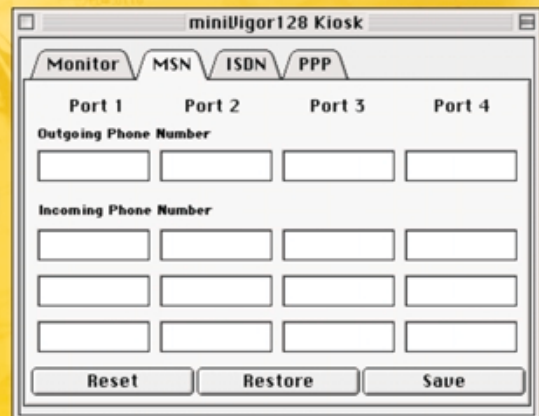 miniVigor128 Kiosk
Monitor MSN ISDN PPP
Port 1 Port 2 Port 3 Port 4
Outgoing Phone Number
Incoming Phone Number
Reset Restore Save